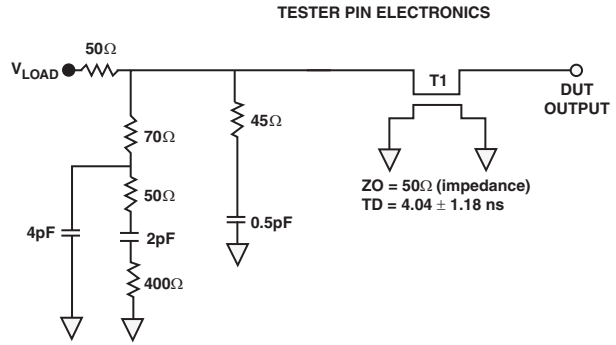 TESTER PIN ELECTRONICS
50Ω
VLOAD
T1
DUT
OUTPUT
70Ω
45Ω
50Ω
ZO = 50Ω (impedance)
TD = 4.04 ± 1.18 ns
4pF
2pF
0.5pF
400Ω